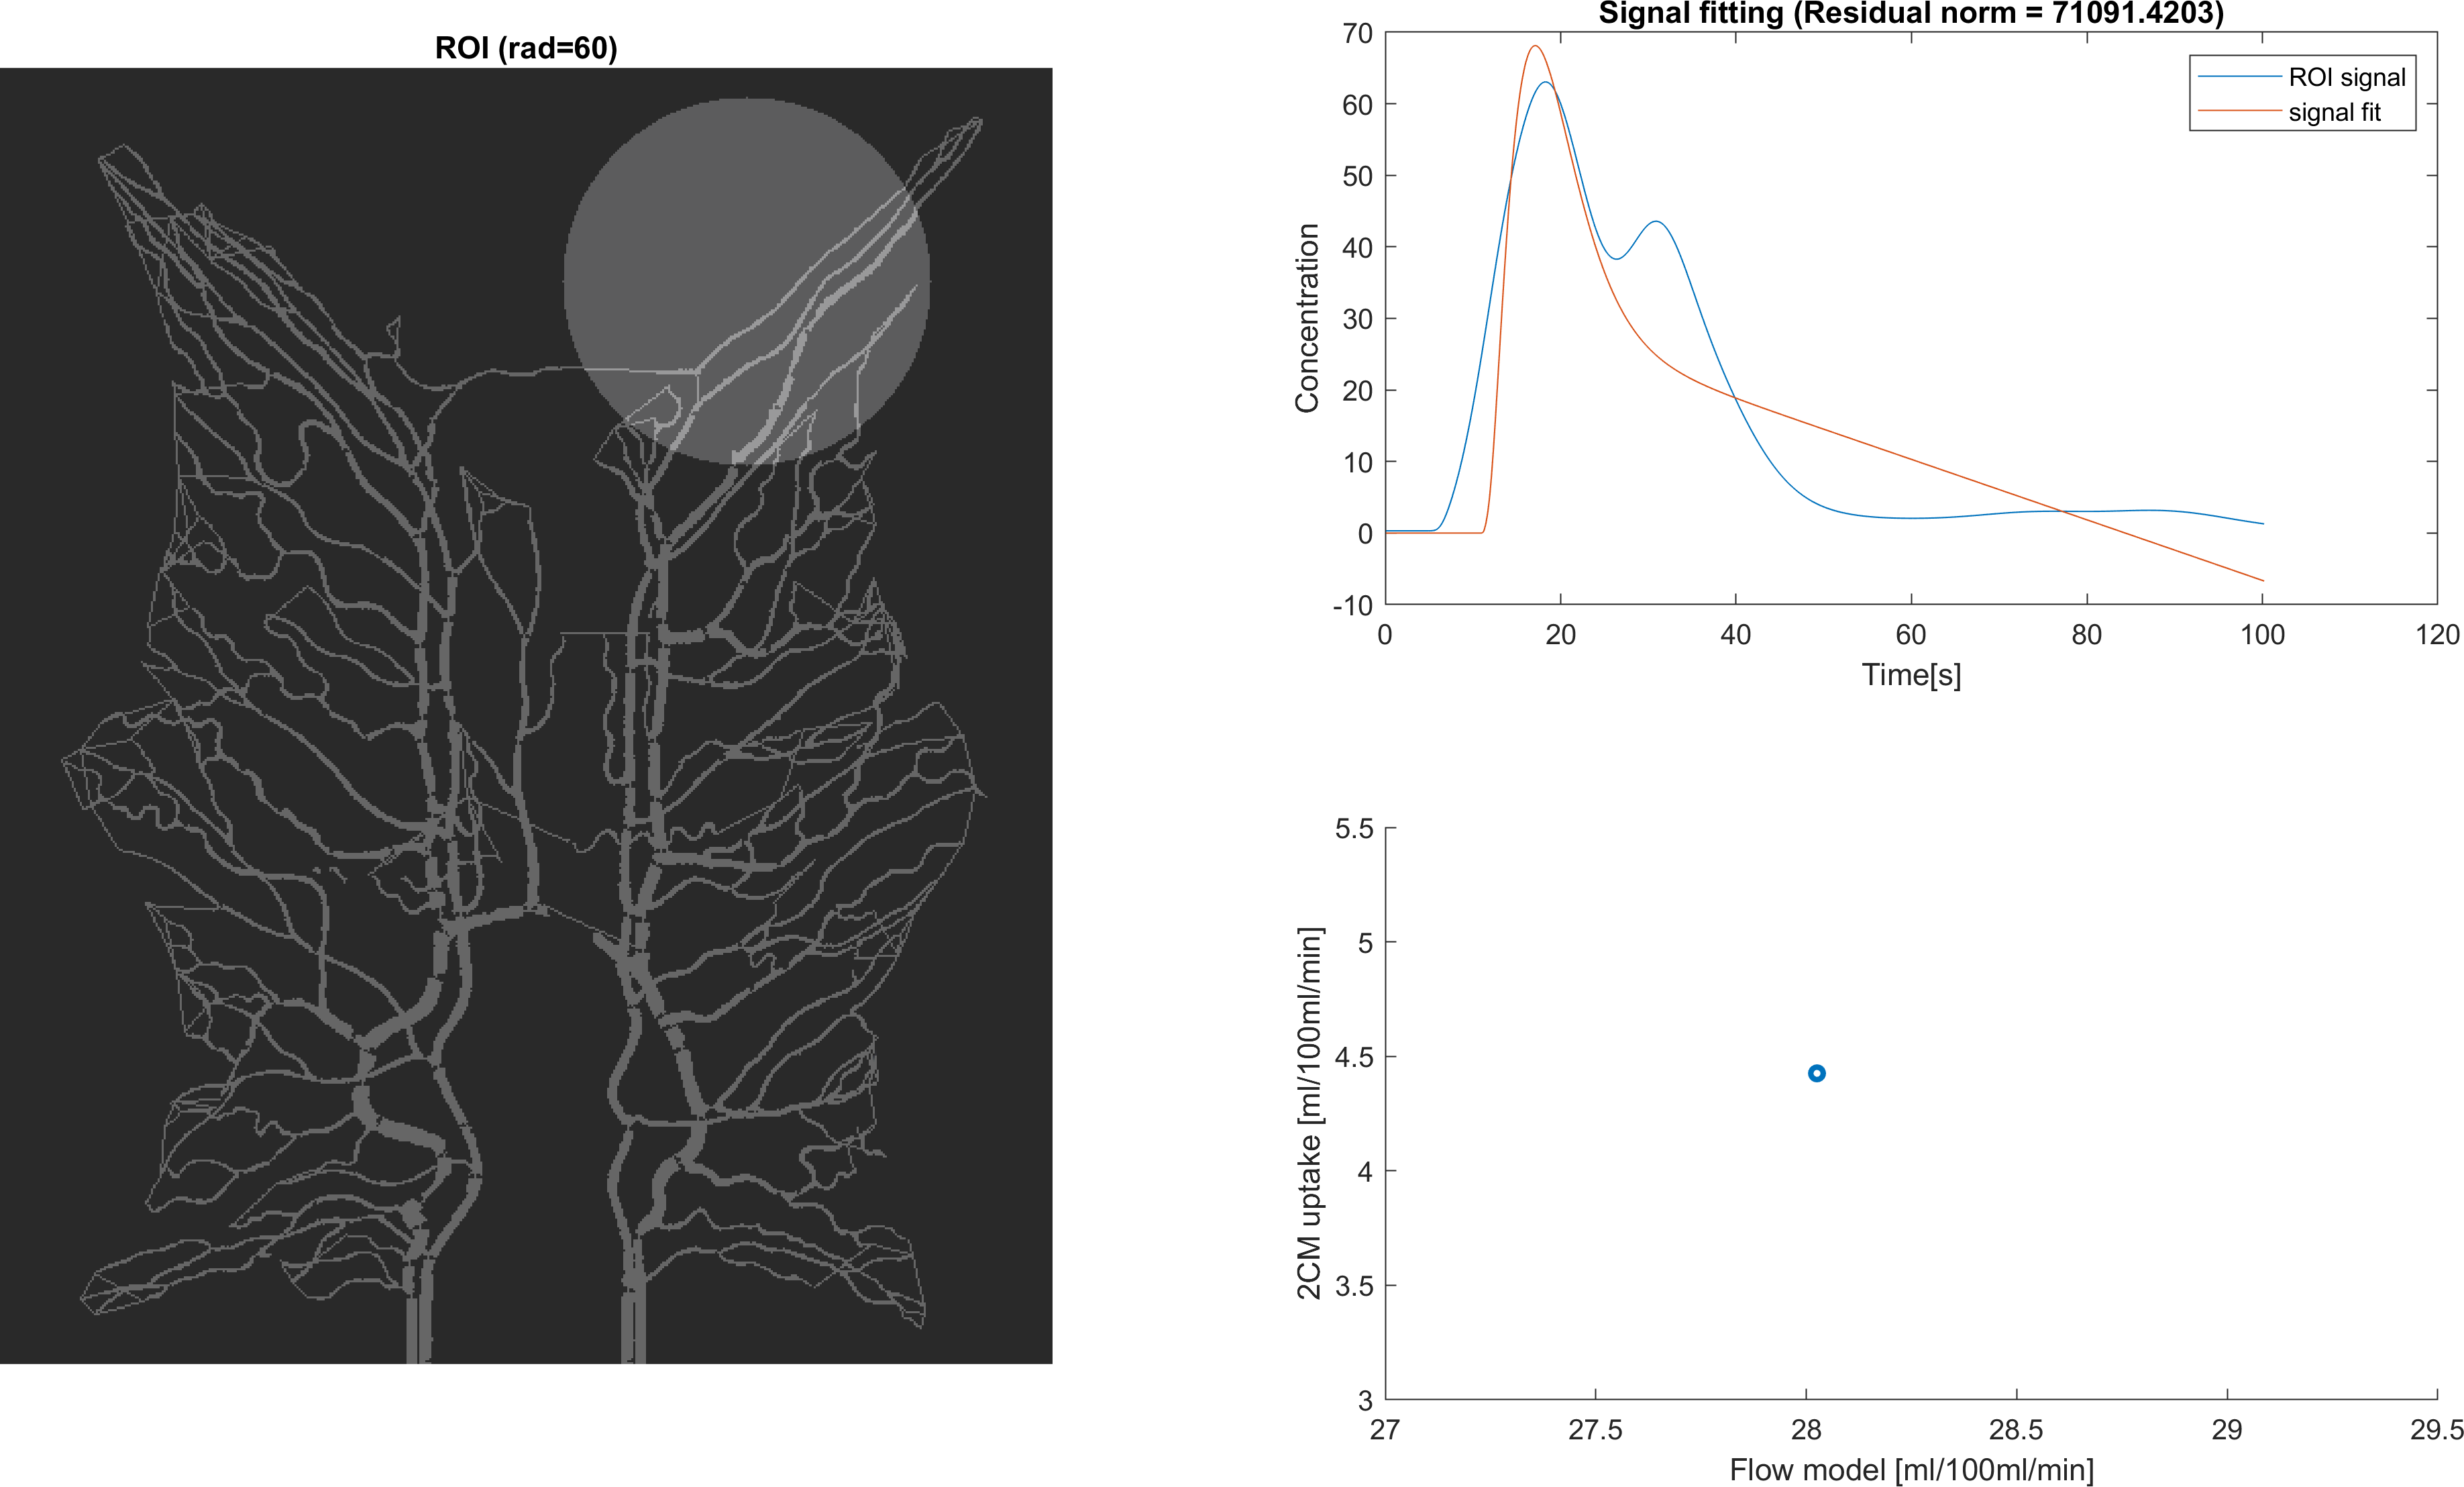 ROI (rad=60)
Signal fitting (Residual norm = 71091.4203)
70
60
50
40
30
20
10
0
-10
Concentration
ROI signal
signal fit
0 20 40 60 80 100 120
Time[s]
5.5
5
4.5
4
3.5
3
2CM uptake [ml/100ml/min]
27 27.5 28 28.5 29 29.5
Flow model [ml/100ml/min]